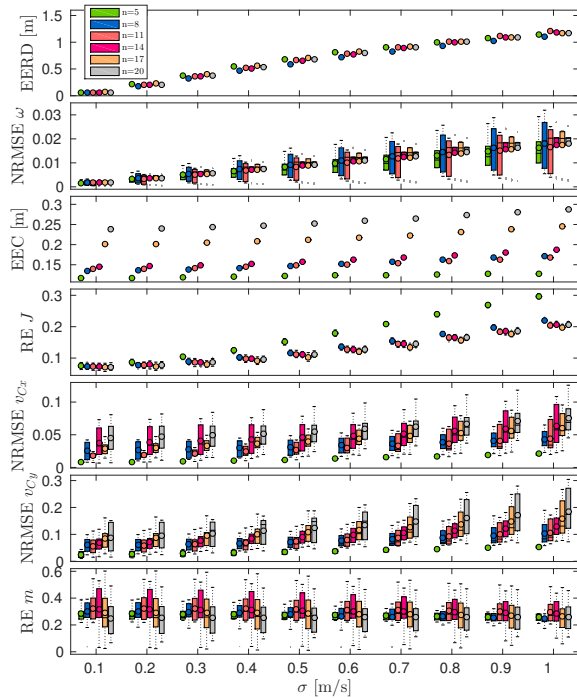 n=5
n=8
n=11
n=14
n=17
n=20
EERD [m]
1.5
1
0.5
0
NRMSE ω
0.03
0.02
0.01
0
EEC [m]
0.3
0.25
0.2
0.15
RE J
0.3
0.2
0.1
NRMSE v_{Cx}
0.1
0.05
0
NRMSE v_{Cy}
0.3
0.2
0.1
0
RE m
0.6
0.4
0.2
0
0.1 0.2 0.3 0.4 0.5 0.6 0.7 0.8 0.9 1
σ [m/s]